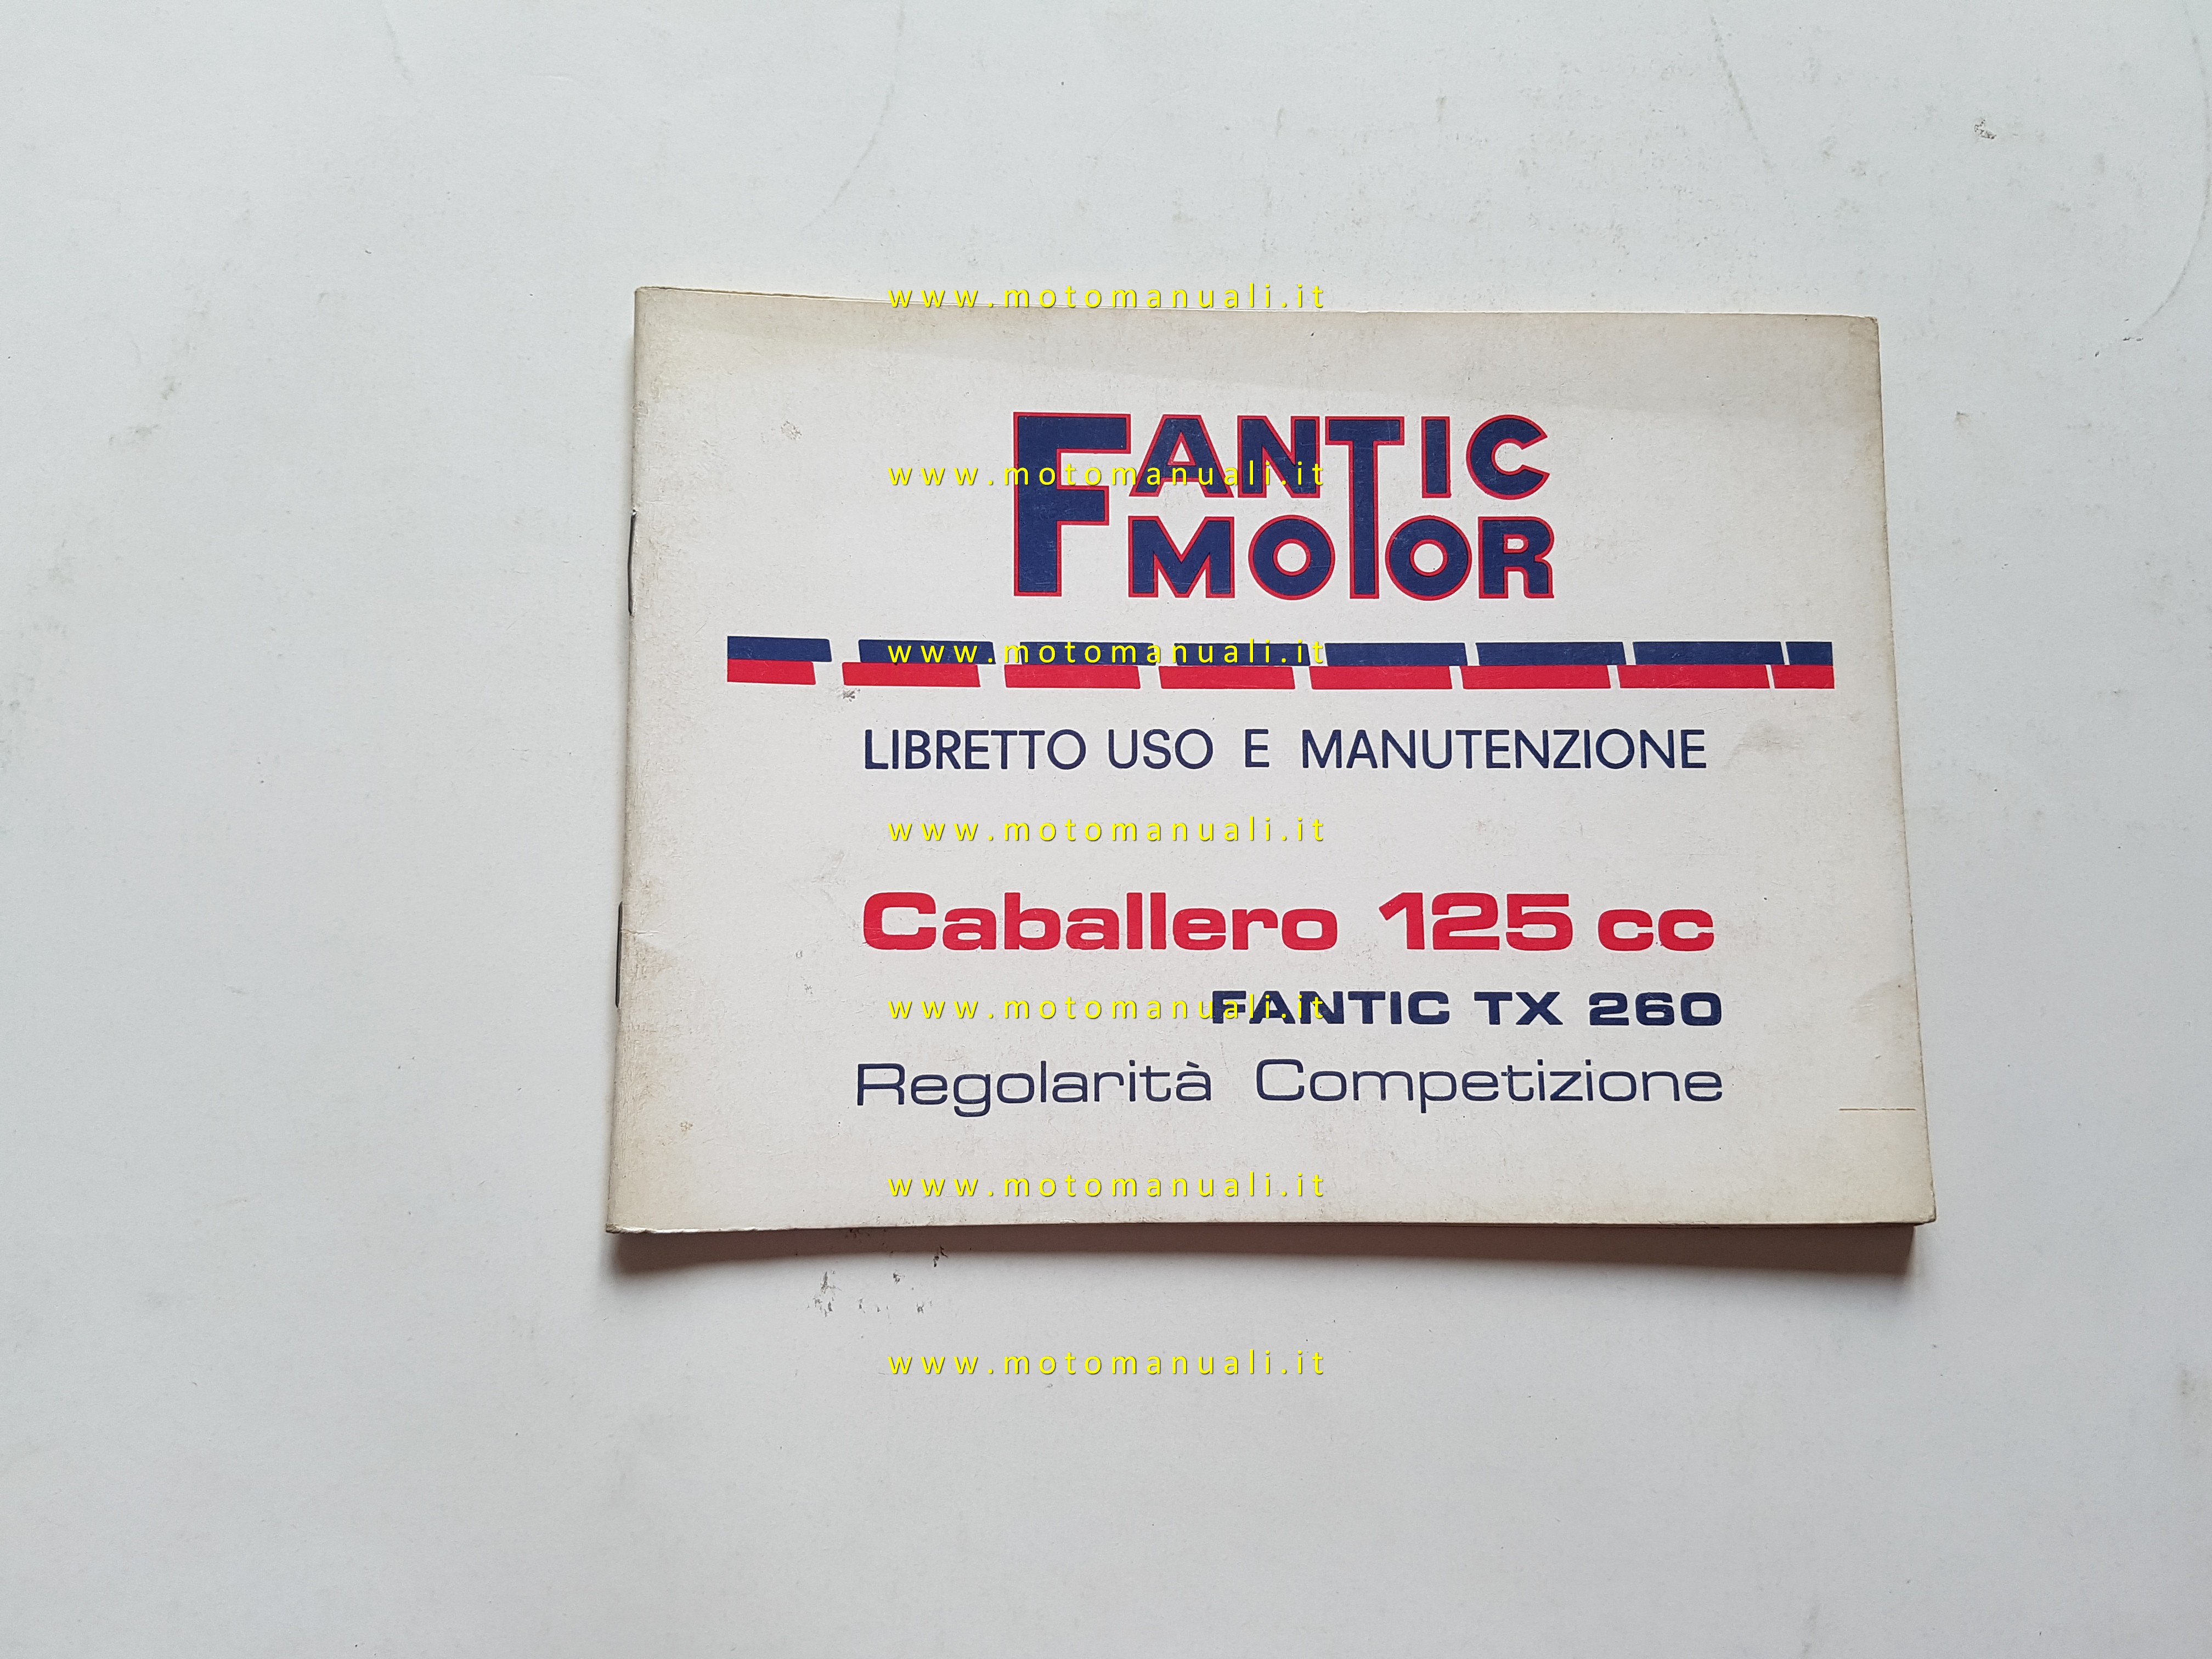 www.motomanuali.it
FANTIC
www.motomanuali.it
MOTOR
www.motomanuali.it
LIBRETTO USO E MANUTENZIONE
www.motomanuali.it
Caballero 125 cc
www.motomanuali.it
FANTIC TX 260
Regolarità Competizione
www.motomanuali.it
www.motomanuali.it